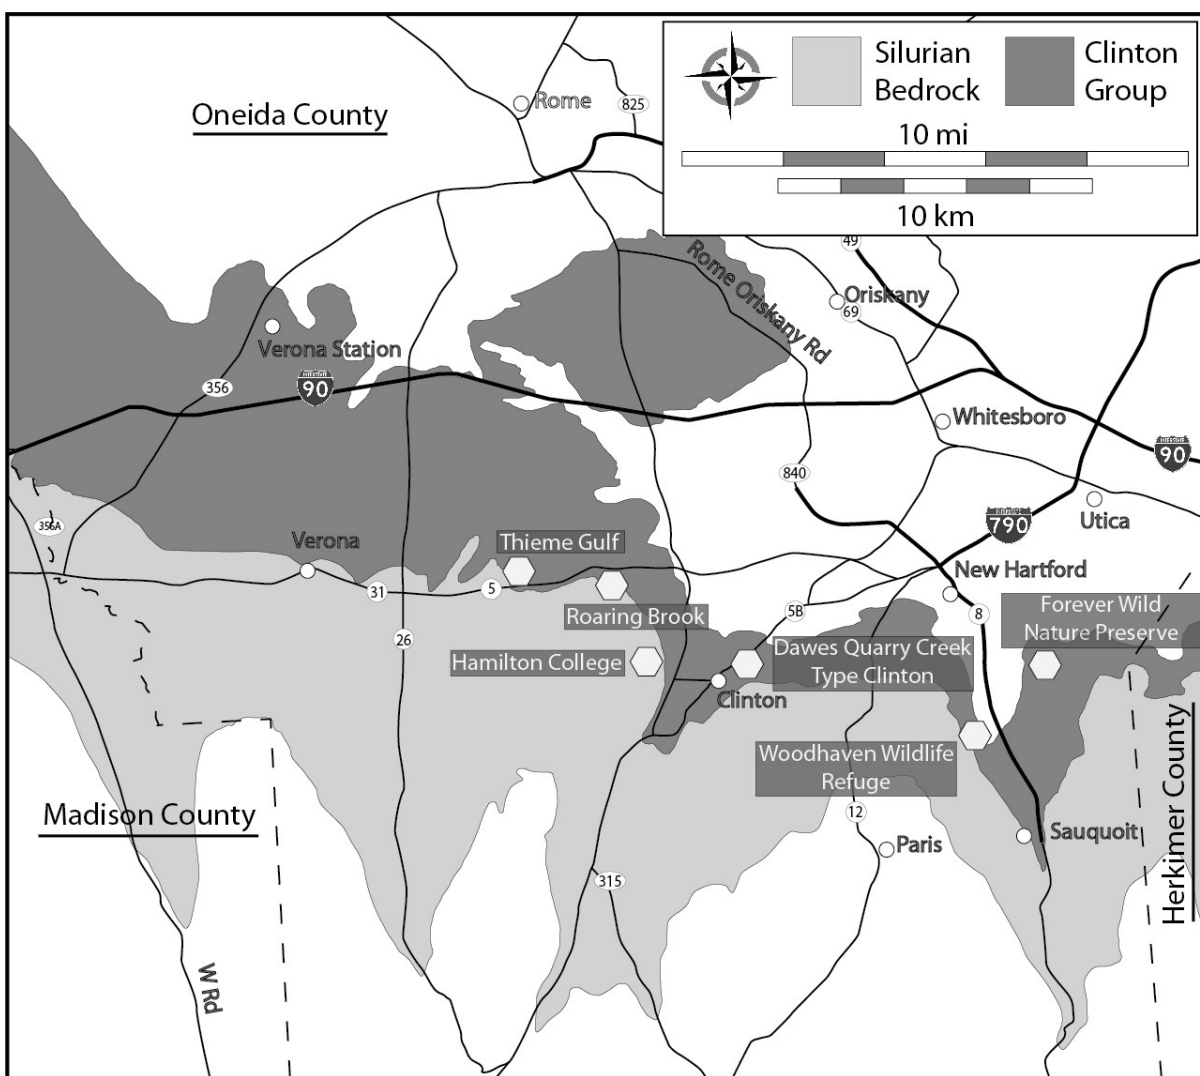 Silurian
Bedrock
Clinton
Group
10 mi
10 km
Oneida County
Rome
825
49
Oriskany
69
Rome Oriskany Rd
Verona Station
356
INTERSTATE
90
Whitesboro
INTERSTATE
90
840
Utica
790
356A
Verona
Thieme Gulf
New Hartford
31
5
5B
8
Forever Wild
Nature Preserve
Roaring Brook
26
Hamilton College
Dawes Quarry Creek
Type Clinton
Clinton
Woodhaven Wildlife
Refuge
Madison County
12
Sauquoit
Paris
Herkimer County
315
W Rd